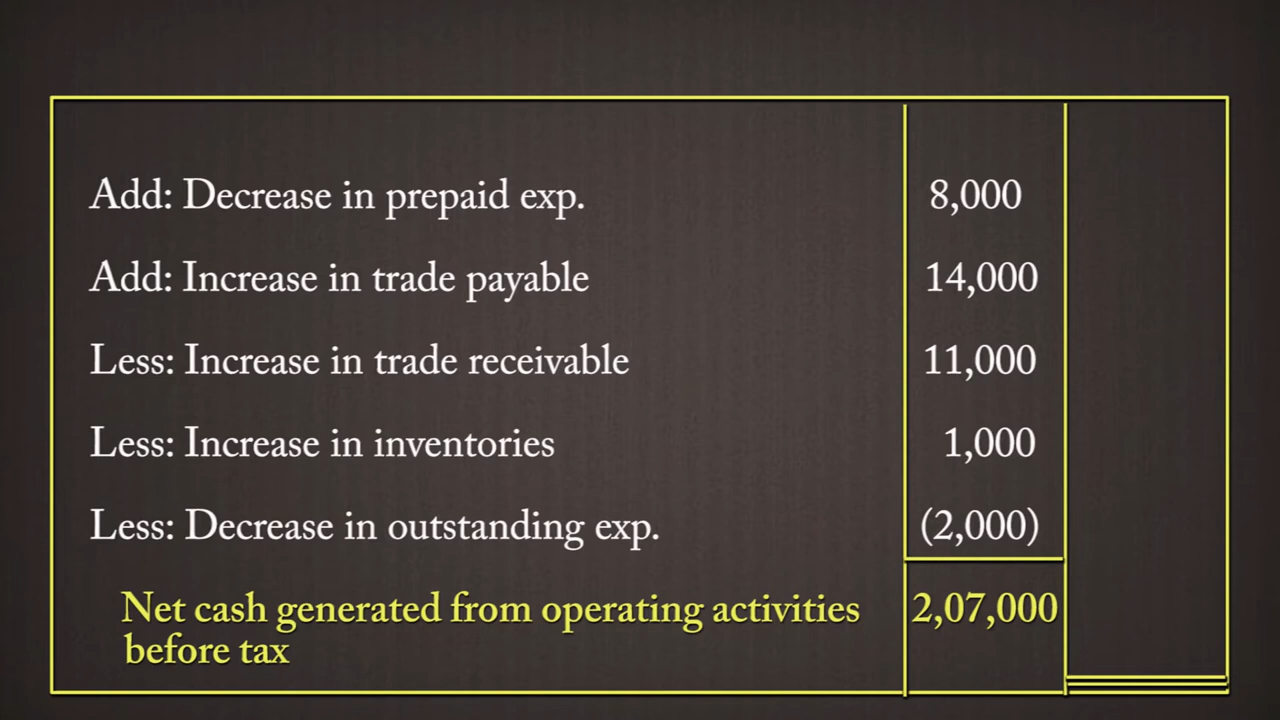 Add: Decrease in prepaid exp. 8,000
Add: Increase in trade payable 14,000
Less: Increase in trade receivable 11,000
Less: Increase in inventories 1,000
Less: Decrease in outstanding exp. (2,000)
Net cash generated from operating activities 2,07,000
before tax